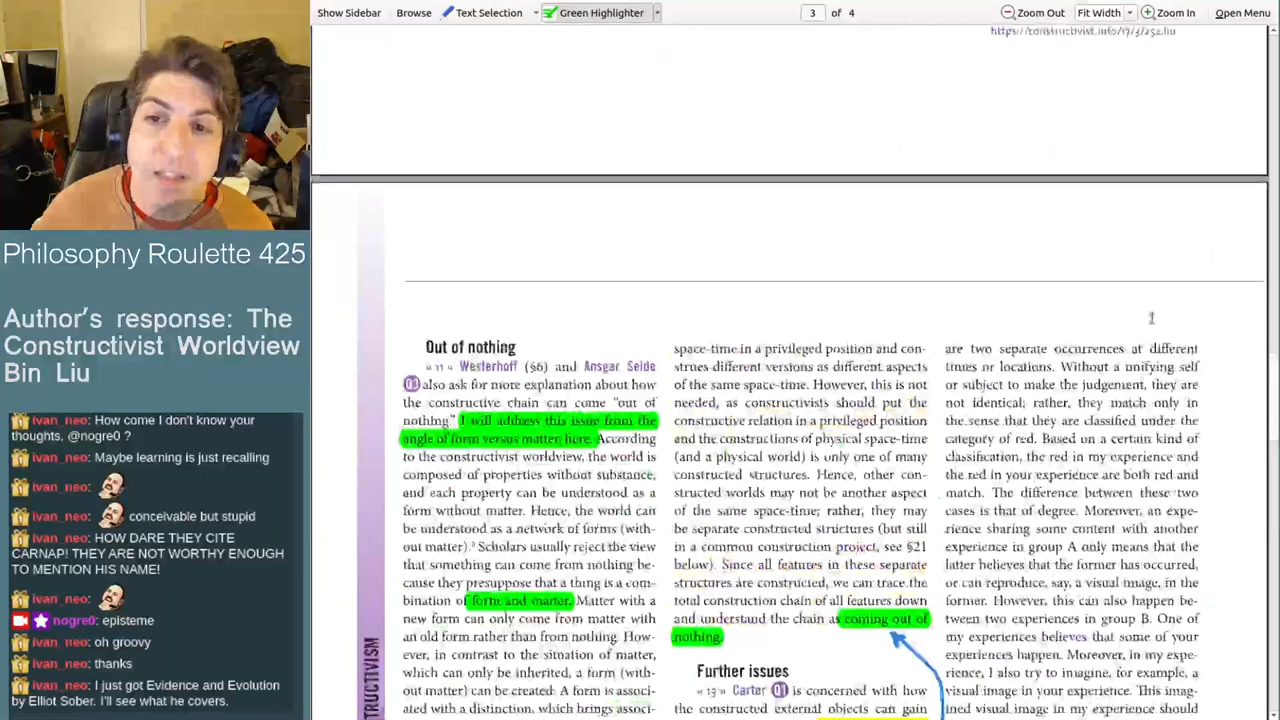 Show Sidebar
Browse
Text Selection
Green Highlighter
3 of 4
Zoom Out
Fit Width
Zoom In
Open Menu
https://constructivist.info/17/3/252.liu
Philosophy Roulette 425
Author's response: The
Constructivist Worldview
Bin Liu
ivan_neo: How come I don't know your
thoughts. @nogre0 ?
ivan_neo: Maybe learning is just recalling
ivan_neo:
ivan_neo: conceivable but stupid
ivan_neo: HOW DARE THEY CITE
CARNAP! THEY ARE NOT WORTHY ENOUGH
TO MENTION HIS NAME!
ivan_neo:
nogre0: episteme
ivan_neo: oh groovy
ivan_neo: thanks
ivan_neo: I just got Evidence and Evolution
by Elliot Sober. I'll see what he covers.
STRUCTIVISM
Out of nothing
« 11 » Westerhoff (§6) and Ansgar Seide
Q3 also ask for more explanation about how
the constructive chain can come "out of
nothing." I will address this issue from the
angle of form versus matter here. According
to the constructivist worldview, the world is
composed of properties without substance,
and each property can be understood as a
form without matter. Hence, the world can
be understood as a network of forms (with-
out matter).³ Scholars usually reject the view
that something can come from nothing be-
cause they presuppose that a thing is a com-
bination of form and matter. Matter with a
new form can only come from matter with
an old form rather than from nothing. How-
ever, in contrast to the situation of matter,
which can only be inherited, a form (with-
out matter) can be created. A form is associ-
ated with a distinction, which brings associ-
space-time in a privileged position and con-
strues different versions as different aspects
of the same space-time. However, this is not
needed, as constructivists should put the
constructive relation in a privileged position
and the constructions of physical space-time
(and a physical world) is only one of many
constructed structures. Hence, other con-
structed worlds may not be another aspect
of the same space-time; rather, they may
be separate constructed structures (but still
in a common construction project, see §21
below). Since all features in these separate
structures are constructed, we can trace the
total construction chain of all features down
and understand the chain as coming out of
nothing.
Further issues
« 13 » Carter Q1 is concerned with how
the constructed external objects can gain
are two separate occurrences at different
times or locations. Without a unifying self
or subject to make the judgement, they are
not identical; rather, they match only in
the sense that they are classified under the
category of red. Based on a certain kind of
classification, the red in my experience and
the red in your experience are both red and
match. The difference between these two
cases is that of degree. Moreover, an expe-
rience sharing some content with another
experience in group A only means that the
latter believes that the former has occurred,
or can reproduce, say, a visual image, in the
former. However, this can also happen be-
tween two experiences in group B. One of
my experiences believes that some of your
experiences happen. Moreover, in my expe-
rience, I also try to imagine, for example, a
visual image in your experience. This imag-
ined visual image in my experience should